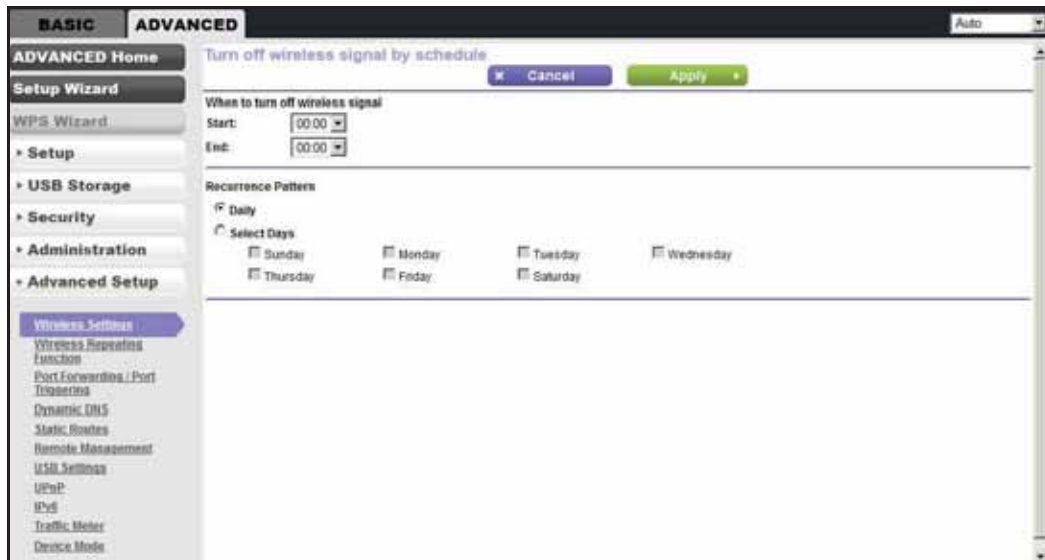 BASIC
ADVANCED
Auto
ADVANCED Home
Setup Wizard
WPS Wizard
Setup
USB Storage
Security
Administration
Advanced Setup
Wireless Settings
Wireless Repeating
Function
Port Forwarding / Port
Triggering
Dynamic DNS
Static Routes
Remote Management
USB Settings
UPnP
IPv6
Traffic Meter
Device Mode
Turn off wireless signal by schedule
Cancel
Apply
When to turn off wireless signal
Start: 00:00
End: 00:00
Recurrence Pattern
Daily
Select Days
Sunday Monday Tuesday Wednesday
Thursday Friday Saturday